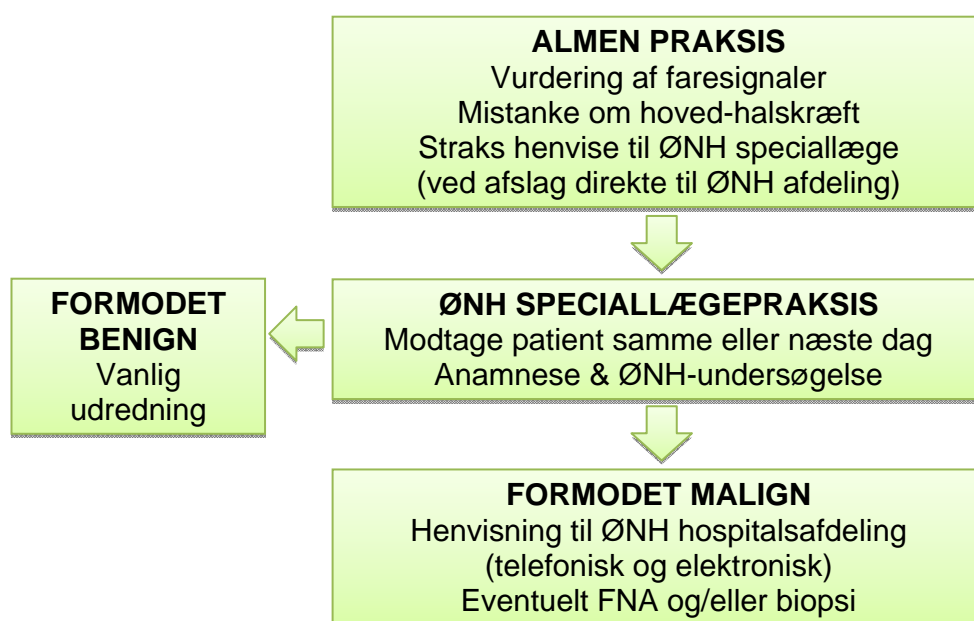 ALMEN PRAKSIS
Vurdering af faresignaler
Mistanke om hoved-halskræft
Straks henvise til ØNH speciallæge
(ved afslag direkte til ØNH afdeling)
FORMODET
BENIGN
Vanlig
udredning
ØNH SPECIALLÆGEPRAKSIS
Modtage patient samme eller næste dag
Anamnese & ØNH-undersøgelse
FORMODET MALIGN
Henvisning til ØNH hospitalsafdeling
(telefonisk og elektronisk)
Eventuelt FNA og/eller biopsi